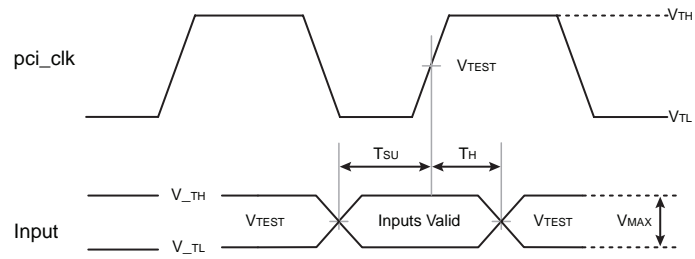 VTH
pci_clk
VTEST
VTL
TSU
TH
V_TH
VTEST
Inputs Valid
VTEST
VMAX
Input
V_TL